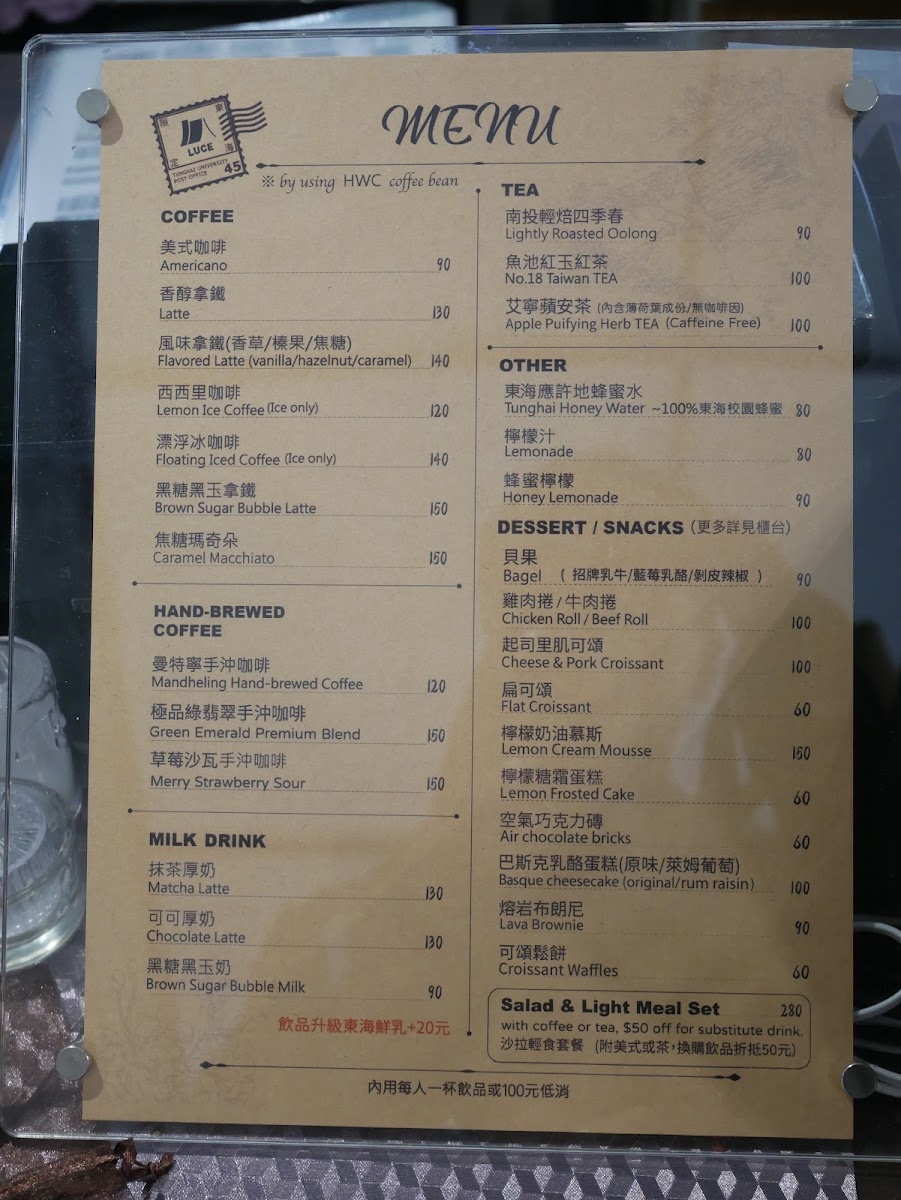 東海
限定
LUCE
TUNGHAI UNIVERSITY
POST OFFICE
45
MENU
※ by using HWC coffee bean
COFFEE
美式咖啡
Americano 90
香醇拿鐵
Latte 130
風味拿鐵(香草/榛果/焦糖)
Flavored Latte (vanilla/hazelnut/caramel) 140
西西里咖啡
Lemon Ice Coffee (Ice only) 120
漂浮冰咖啡
Floating Iced Coffee (Ice only) 140
黑糖黑玉拿鐵
Brown Sugar Bubble Latte 150
焦糖瑪奇朵
Caramel Macchiato 150
HAND-BREWED
COFFEE
曼特寧手沖咖啡
Mandheling Hand-brewed Coffee 120
極品綠翡翠手沖咖啡
Green Emerald Premium Blend 150
草莓沙瓦手沖咖啡
Merry Strawberry Sour 150
MILK DRINK
抹茶厚奶
Matcha Latte 130
可可厚奶
Chocolate Latte 130
黑糖黑玉奶
Brown Sugar Bubble Milk 90
飲品升級東海鮮乳+20元
TEA
南投輕焙四季春
Lightly Roasted Oolong 90
魚池紅玉紅茶
No.18 Taiwan TEA 100
艾寧蘋安茶 (內含薄荷葉成份/無咖啡因)
Apple Puifying Herb TEA (Caffeine Free) 100
OTHER
東海應許地蜂蜜水
Tunghai Honey Water ~100%東海校園蜂蜜 80
檸檬汁
Lemonade 80
蜂蜜檸檬
Honey Lemonade 90
DESSERT / SNACKS (更多詳見櫃台)
貝果
Bagel ( 招牌乳牛/藍莓乳酪/剝皮辣椒 ) 90
雞肉捲 / 牛肉捲
Chicken Roll / Beef Roll 100
起司里肌可頌
Cheese & Pork Croissant 100
扁可頌
Flat Croissant 60
檸檬奶油慕斯
Lemon Cream Mousse 150
檸檬糖霜蛋糕
Lemon Frosted Cake 60
空氣巧克力磚
Air chocolate bricks 60
巴斯克乳酪蛋糕(原味/萊姆葡萄)
Basque cheesecake (original/rum raisin) 100
熔岩布朗尼
Lava Brownie 90
可頌鬆餅
Croissant Waffles 60
Salad & Light Meal Set 280
with coffee or tea, $50 off for substitute drink.
沙拉輕食套餐 (附美式或茶,換購飲品折抵50元)
內用每人一杯飲品或100元低消